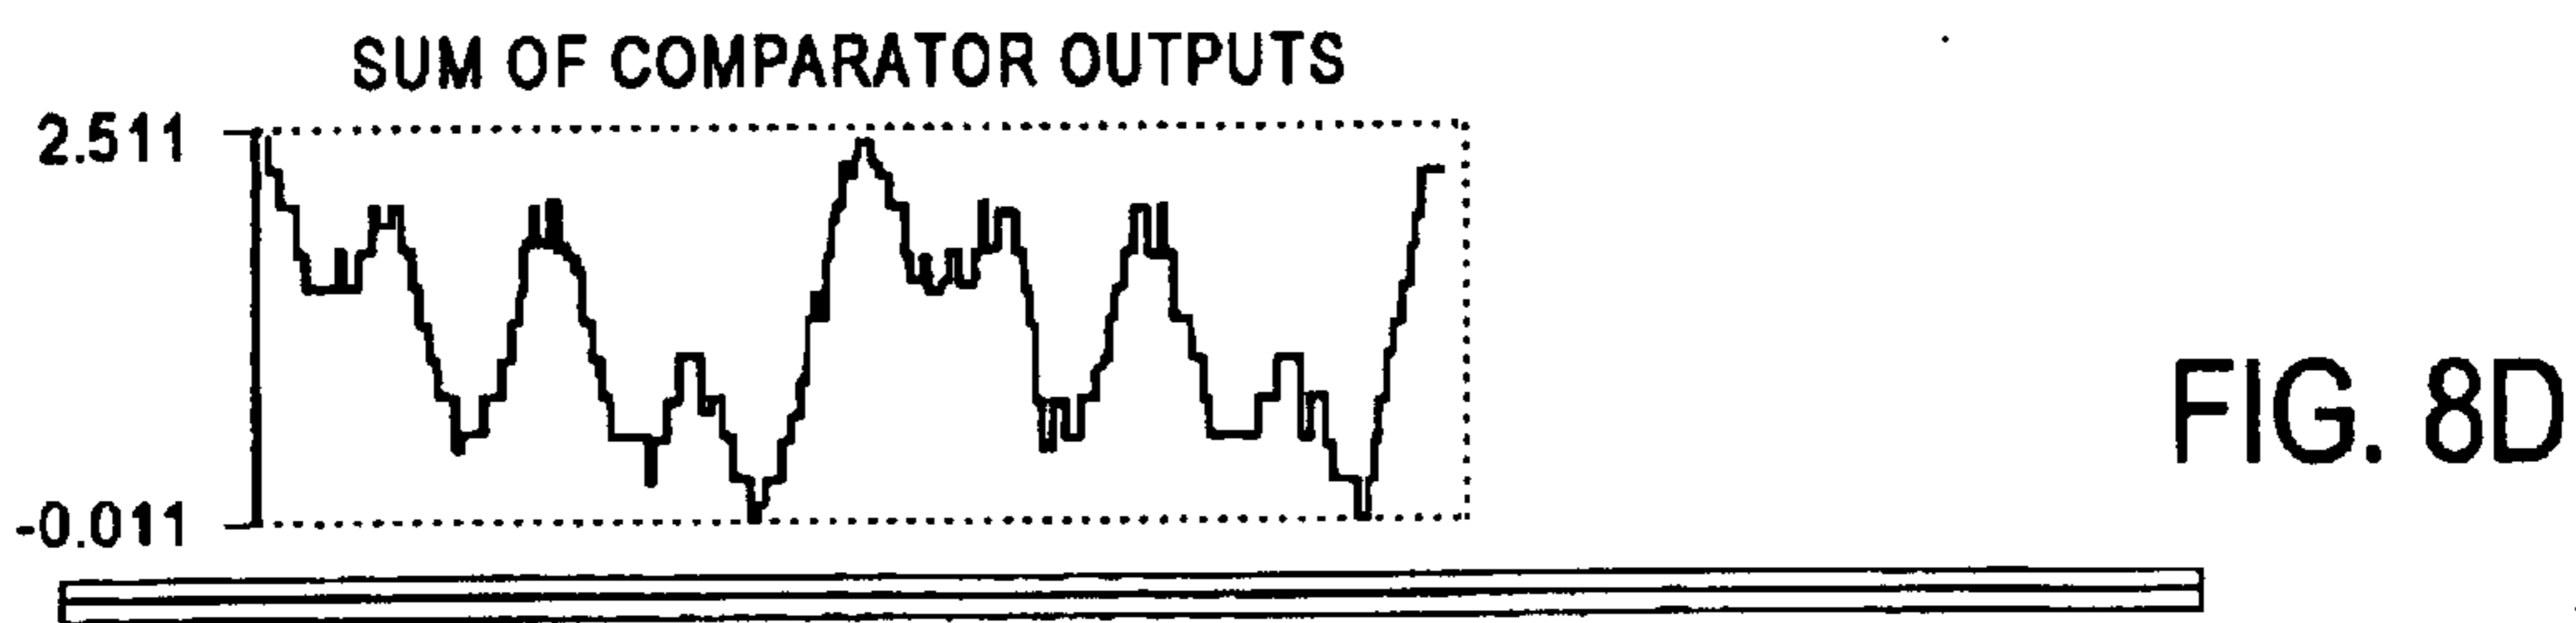 SUM OF COMPARATOR OUTPUTS
2.511
-0.011
FIG. 8D